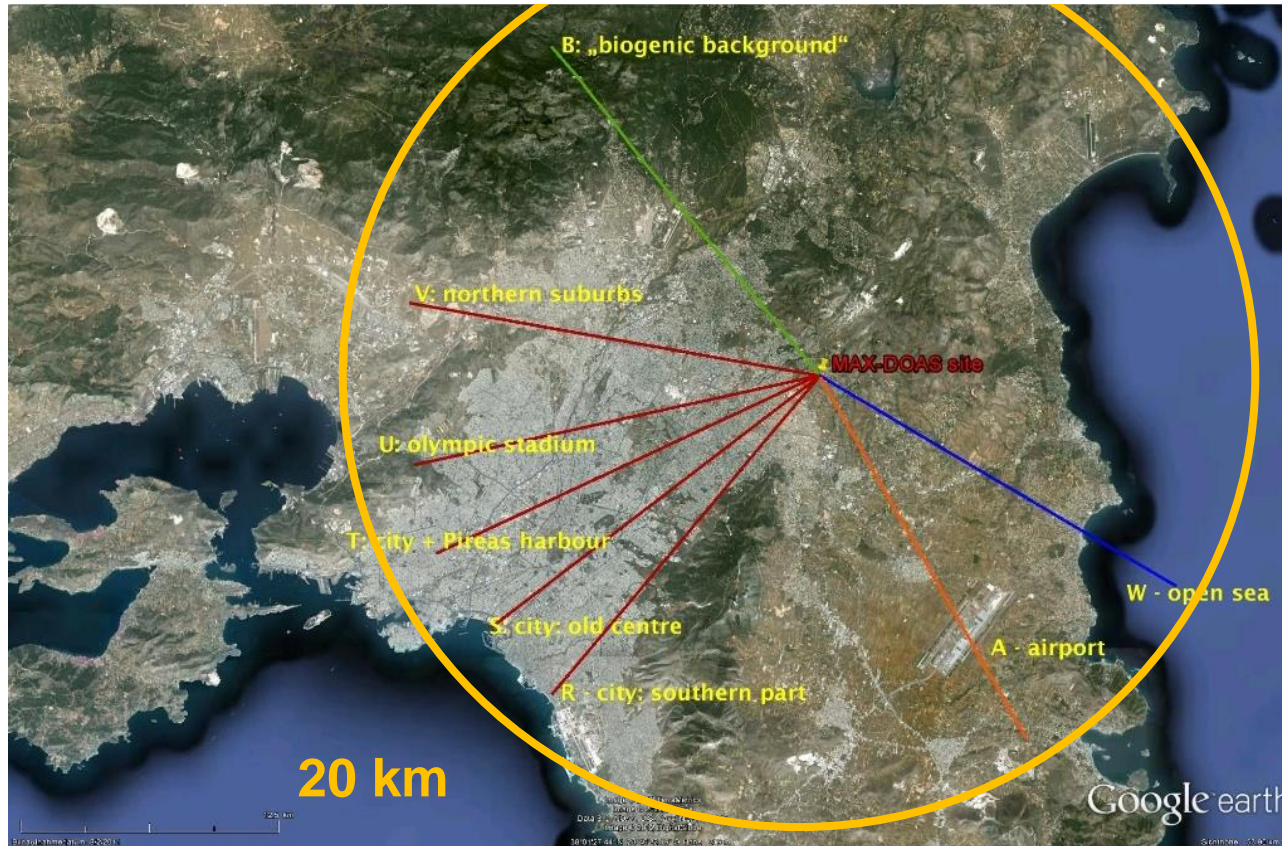 B: „biogenic background“
V: northern suburbs
MAX-DOAS site
U: olympic stadium
T: city + Pireas harbour
W - open sea
S: city: old centre
A - airport
R - city: southern part
20 km
Google earth